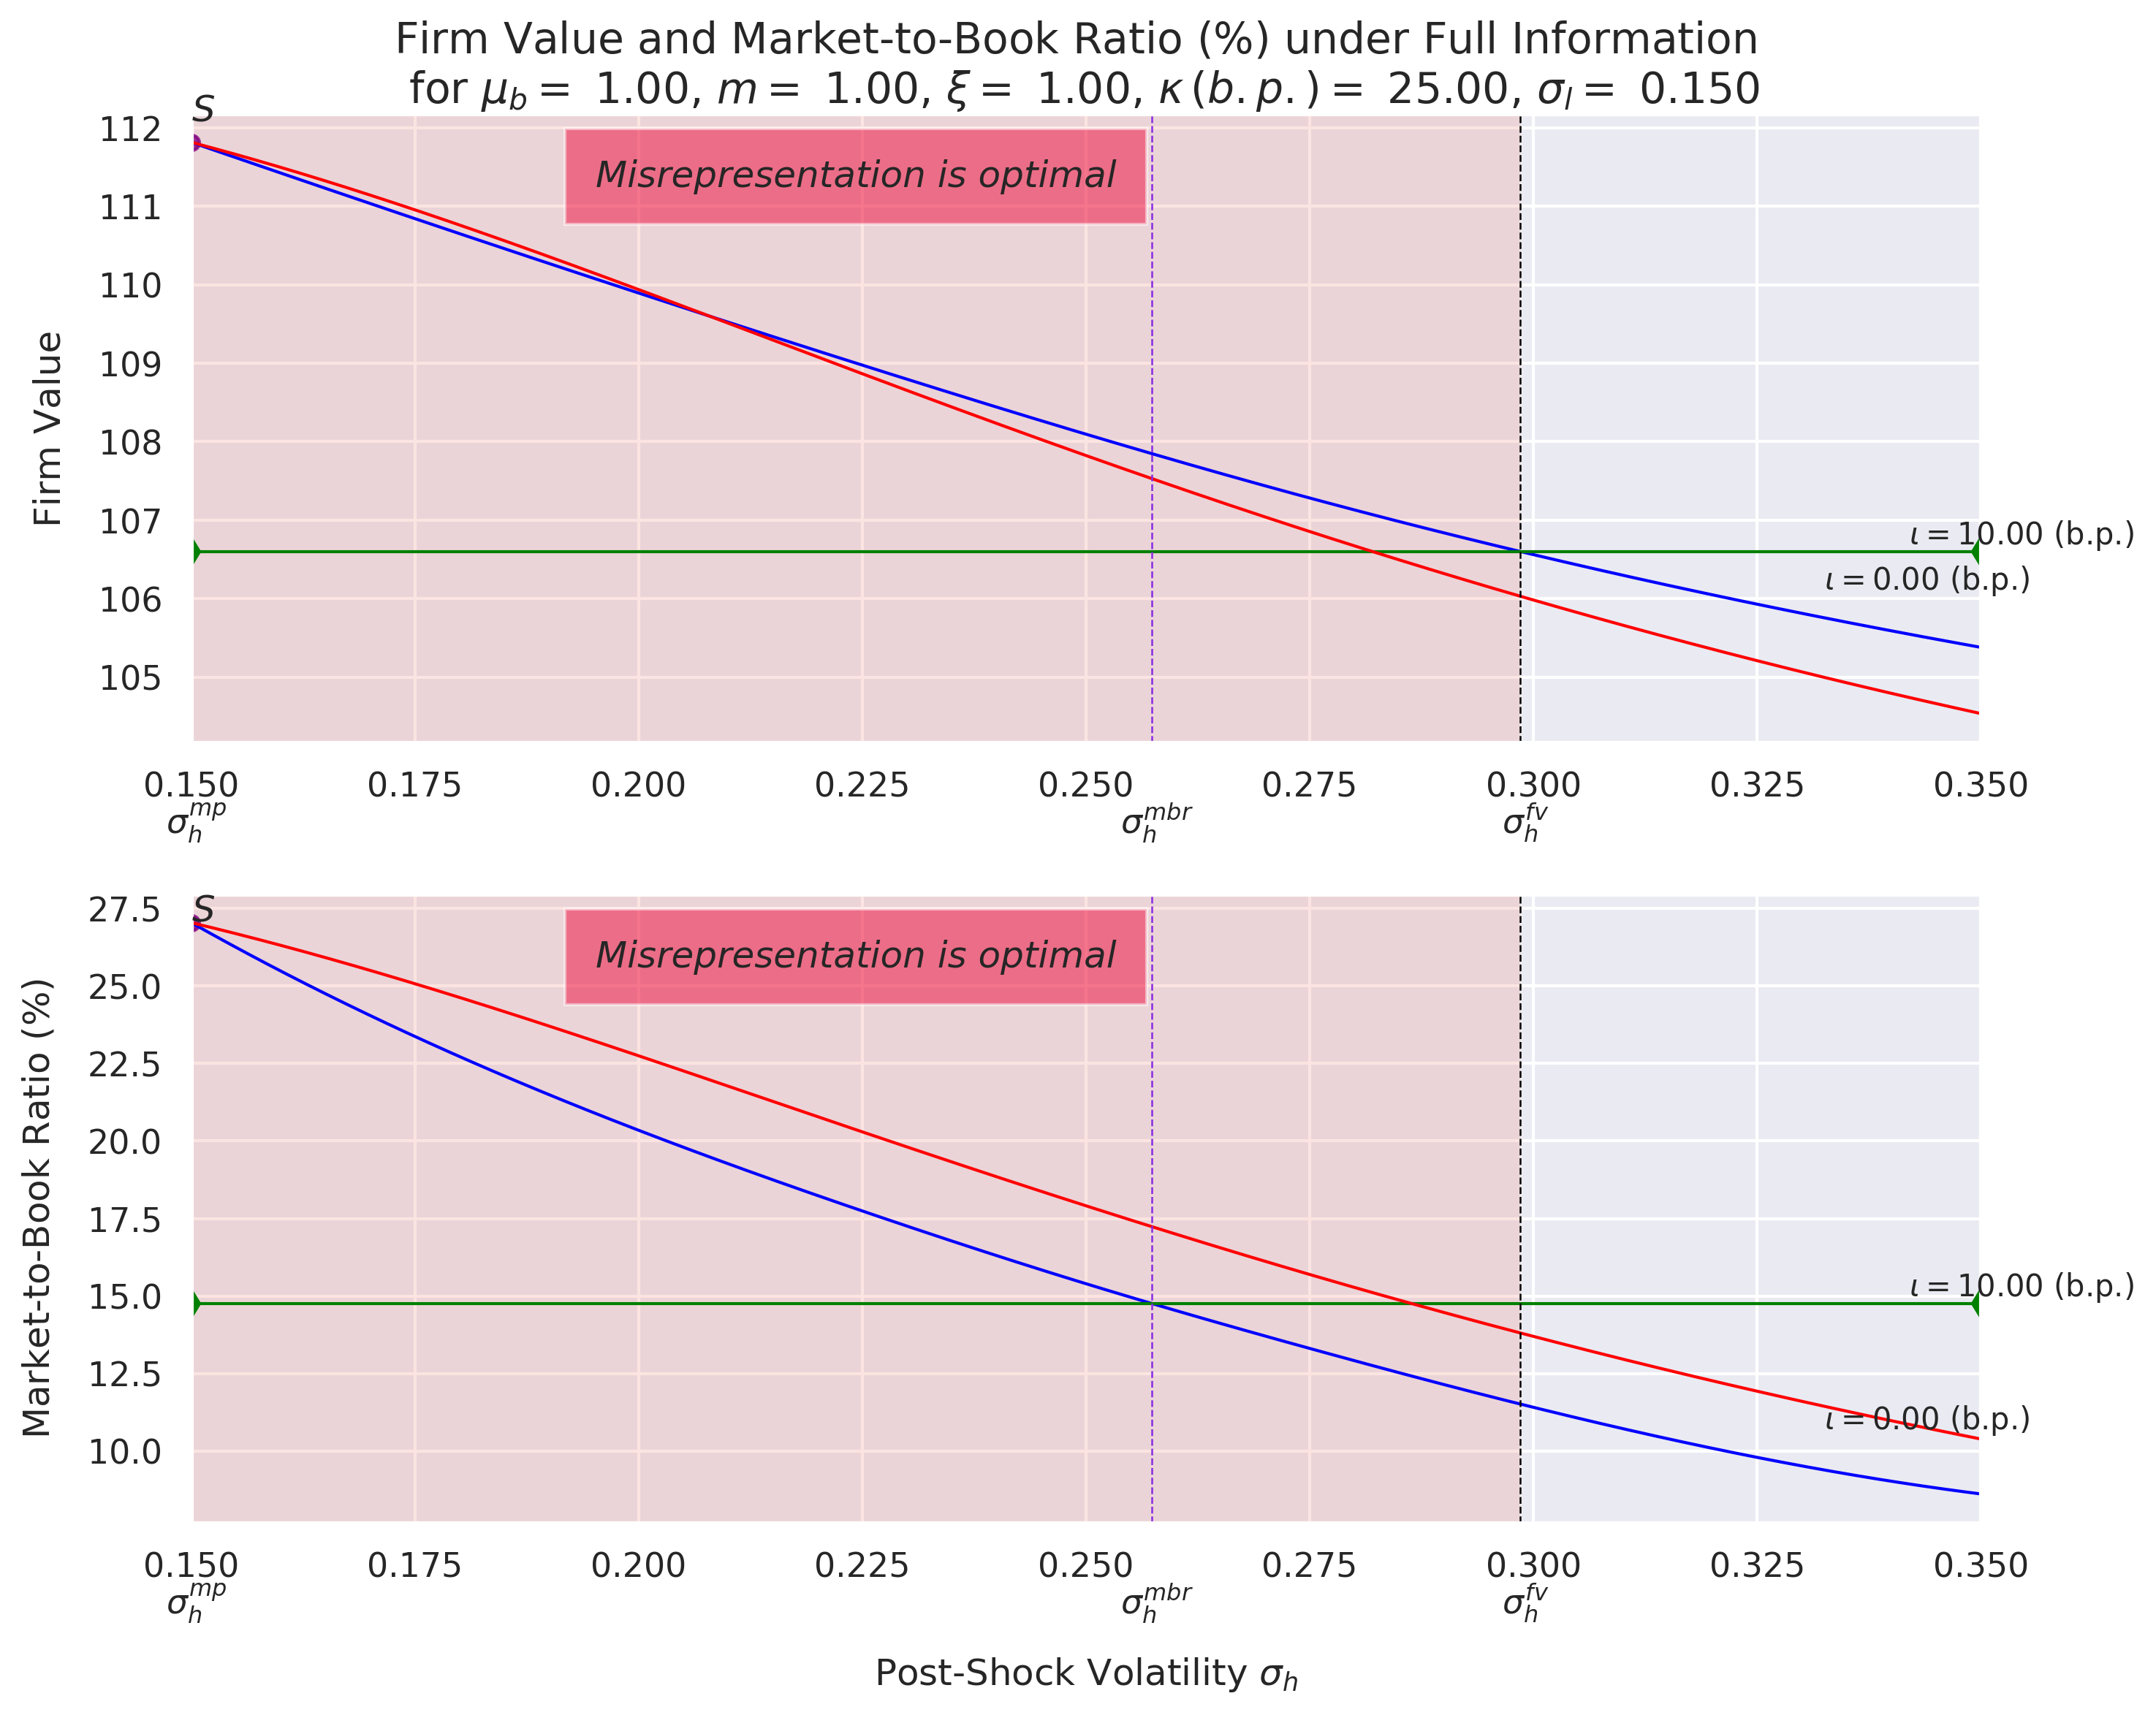 Firm Value and Market-to-Book Ratio (%) under Full Information
for μ_b = 1.00, m = 1.00, ξ = 1.00, κ (b.p.) = 25.00, σ_l = 0.150
S
Misrepresentation is optimal
112
111
110
109
108
107
106
105
Firm Value
ι = 10.00 (b.p.)
ι = 0.00 (b.p.)
0.150 0.175 0.200 0.225 0.250 0.275 0.300 0.325 0.350
σ_h^{mp} σ_h^{mbr} σ_h^{fv}
S
Misrepresentation is optimal
27.5
25.0
22.5
20.0
17.5
15.0
12.5
10.0
Market-to-Book Ratio (%)
ι = 10.00 (b.p.)
ι = 0.00 (b.p.)
0.150 0.175 0.200 0.225 0.250 0.275 0.300 0.325 0.350
σ_h^{mp} σ_h^{mbr} σ_h^{fv}
Post-Shock Volatility σ_h